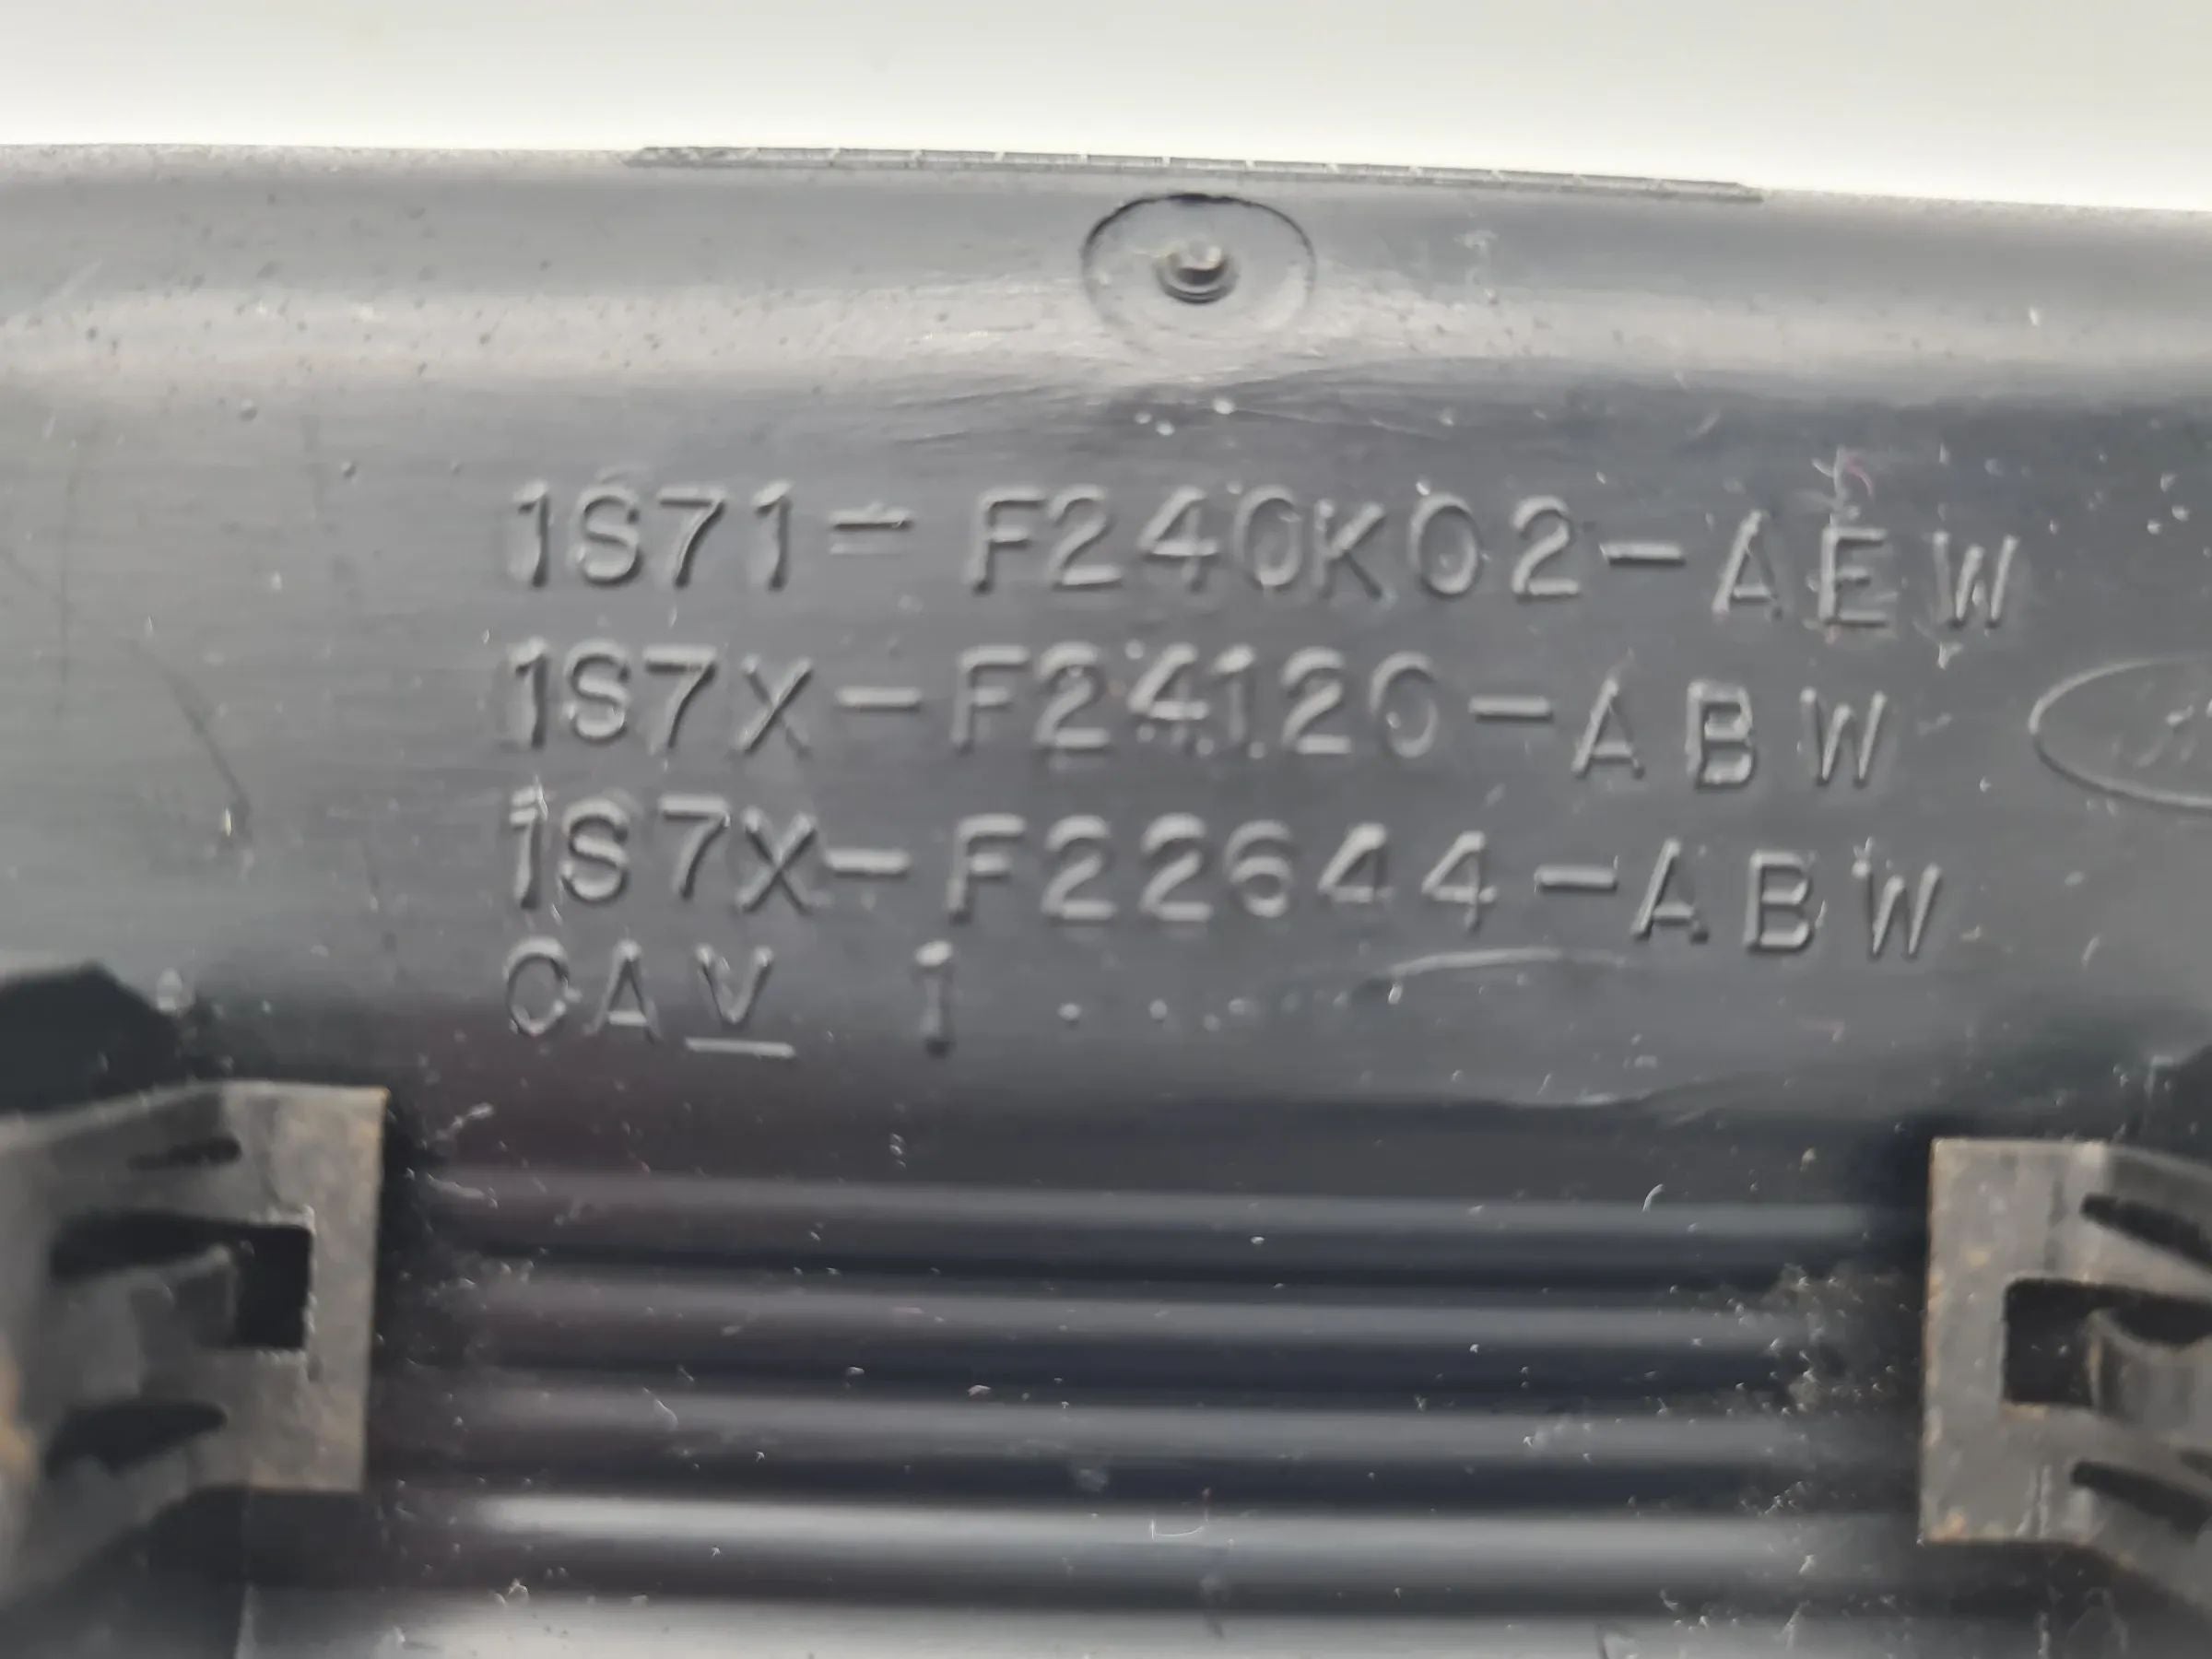 1S71-F240K02-AEW
1S7X-F24120-ABW
1S7X-F22644-ABW
CAV 1